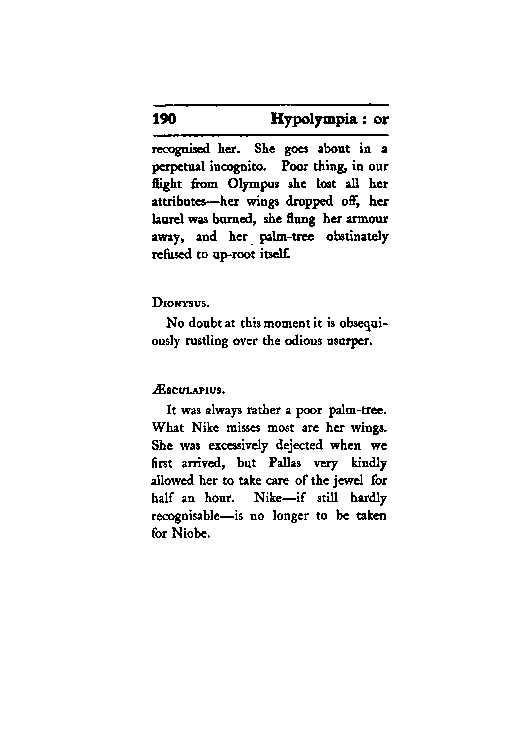 190 Hypolympia : or
recognised her. She goes about in a
perpetual incognito. Poor thing, in our
flight from Olympus she lost all her
attributes—her wings dropped off, her
laurel was burned, she flung her armour
away, and her palm-tree obstinately
refused to up-root itself.
Dionysus.
No doubt at this moment it is obsequi-
ously rustling over the odious usurper.
Æsculapius.
It was always rather a poor palm-tree.
What Nike misses most are her wings.
She was excessively dejected when we
first arrived, but Pallas very kindly
allowed her to take care of the jewel for
half an hour. Nike—if still hardly
recognisable—is no longer to be taken
for Niobe.